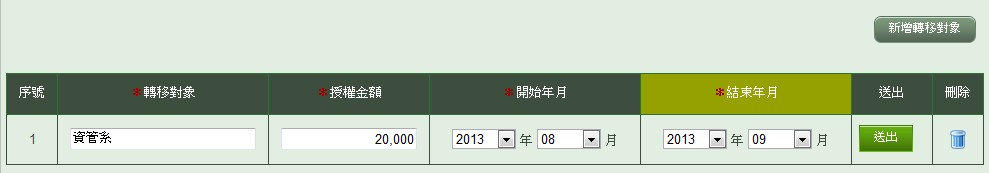 新增轉移對象
序號 *轉移對象 *授權金額 *開始年月 *結束年月 送出 刪除
1 資管系 20,000 2013 年 08 月 2013 年 09 月 送出